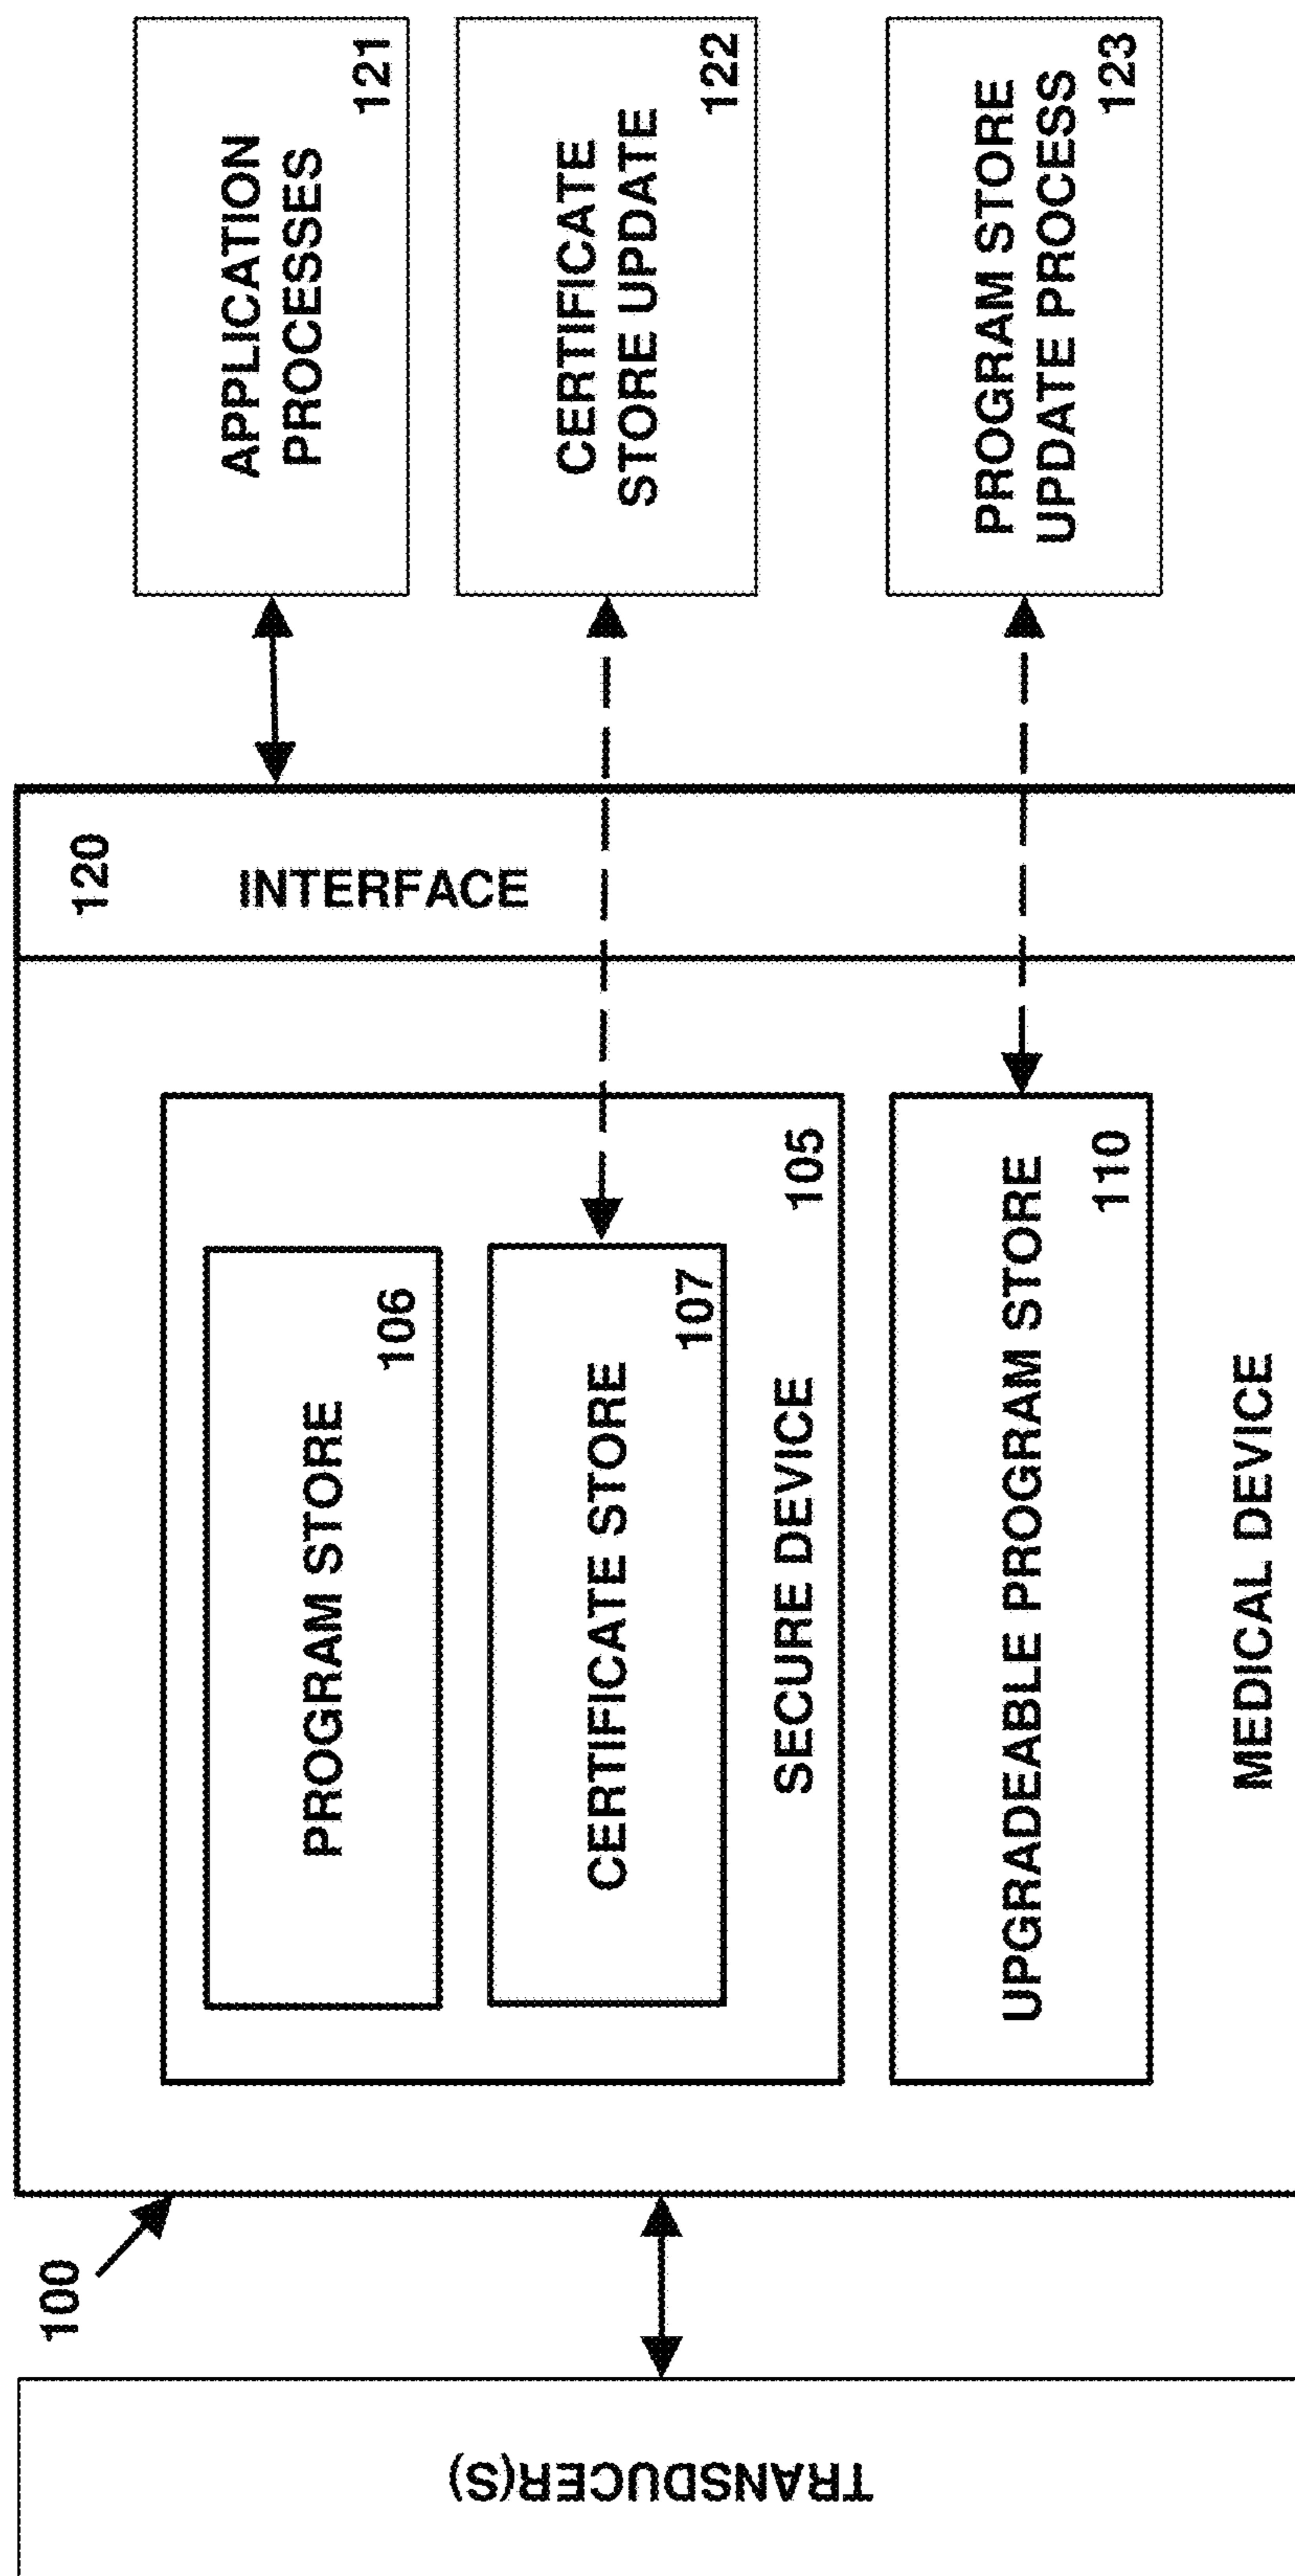 100
TRANSDUCER(S)
PROGRAM STORE
106
CERTIFICATE STORE
107
SECURE DEVICE
105
UPGRADEABLE PROGRAM STORE
110
MEDICAL DEVICE
120
INTERFACE
APPLICATION
PROCESSES
121
CERTIFICATE
STORE UPDATE
122
PROGRAM STORE
UPDATE PROCESS
123